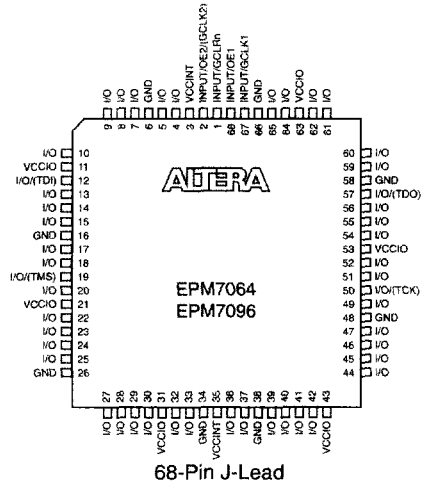 I/O I/O I/O GND I/O I/O VCCINT INPUT/OE2/(GCLK2) INPUT/GCLRn INPUT/OE1 INPUT/GCLK1 GND I/O I/O VCCIO I/O I/O
9 8 7 6 5 4 3 2 1 68 67 66 65 64 63 62 61
I/O 10
VCCIO 11
I/O/(TDI) 12
I/O 13
I/O 14
I/O 15
GND 16
I/O 17
I/O 18
I/O/(TMS) 19
I/O 20
VCCIO 21
I/O 22
I/O 23
I/O 24
I/O 25
GND 26
ALTERA
EPM7064
EPM7096
60 I/O
59 I/O
58 GND
57 I/O/(TDO)
56 I/O
55 I/O
54 I/O
53 VCCIO
52 I/O
51 I/O
50 I/O/(TCK)
49 I/O
48 GND
47 I/O
46 I/O
45 I/O
44 I/O
27 28 29 30 31 32 33 34 35 36 37 38 39 40 41 42 43
I/O I/O I/O I/O VCCIO I/O I/O GND VCCINT I/O I/O GND I/O I/O I/O I/O VCCIO
68-Pin J-Lead